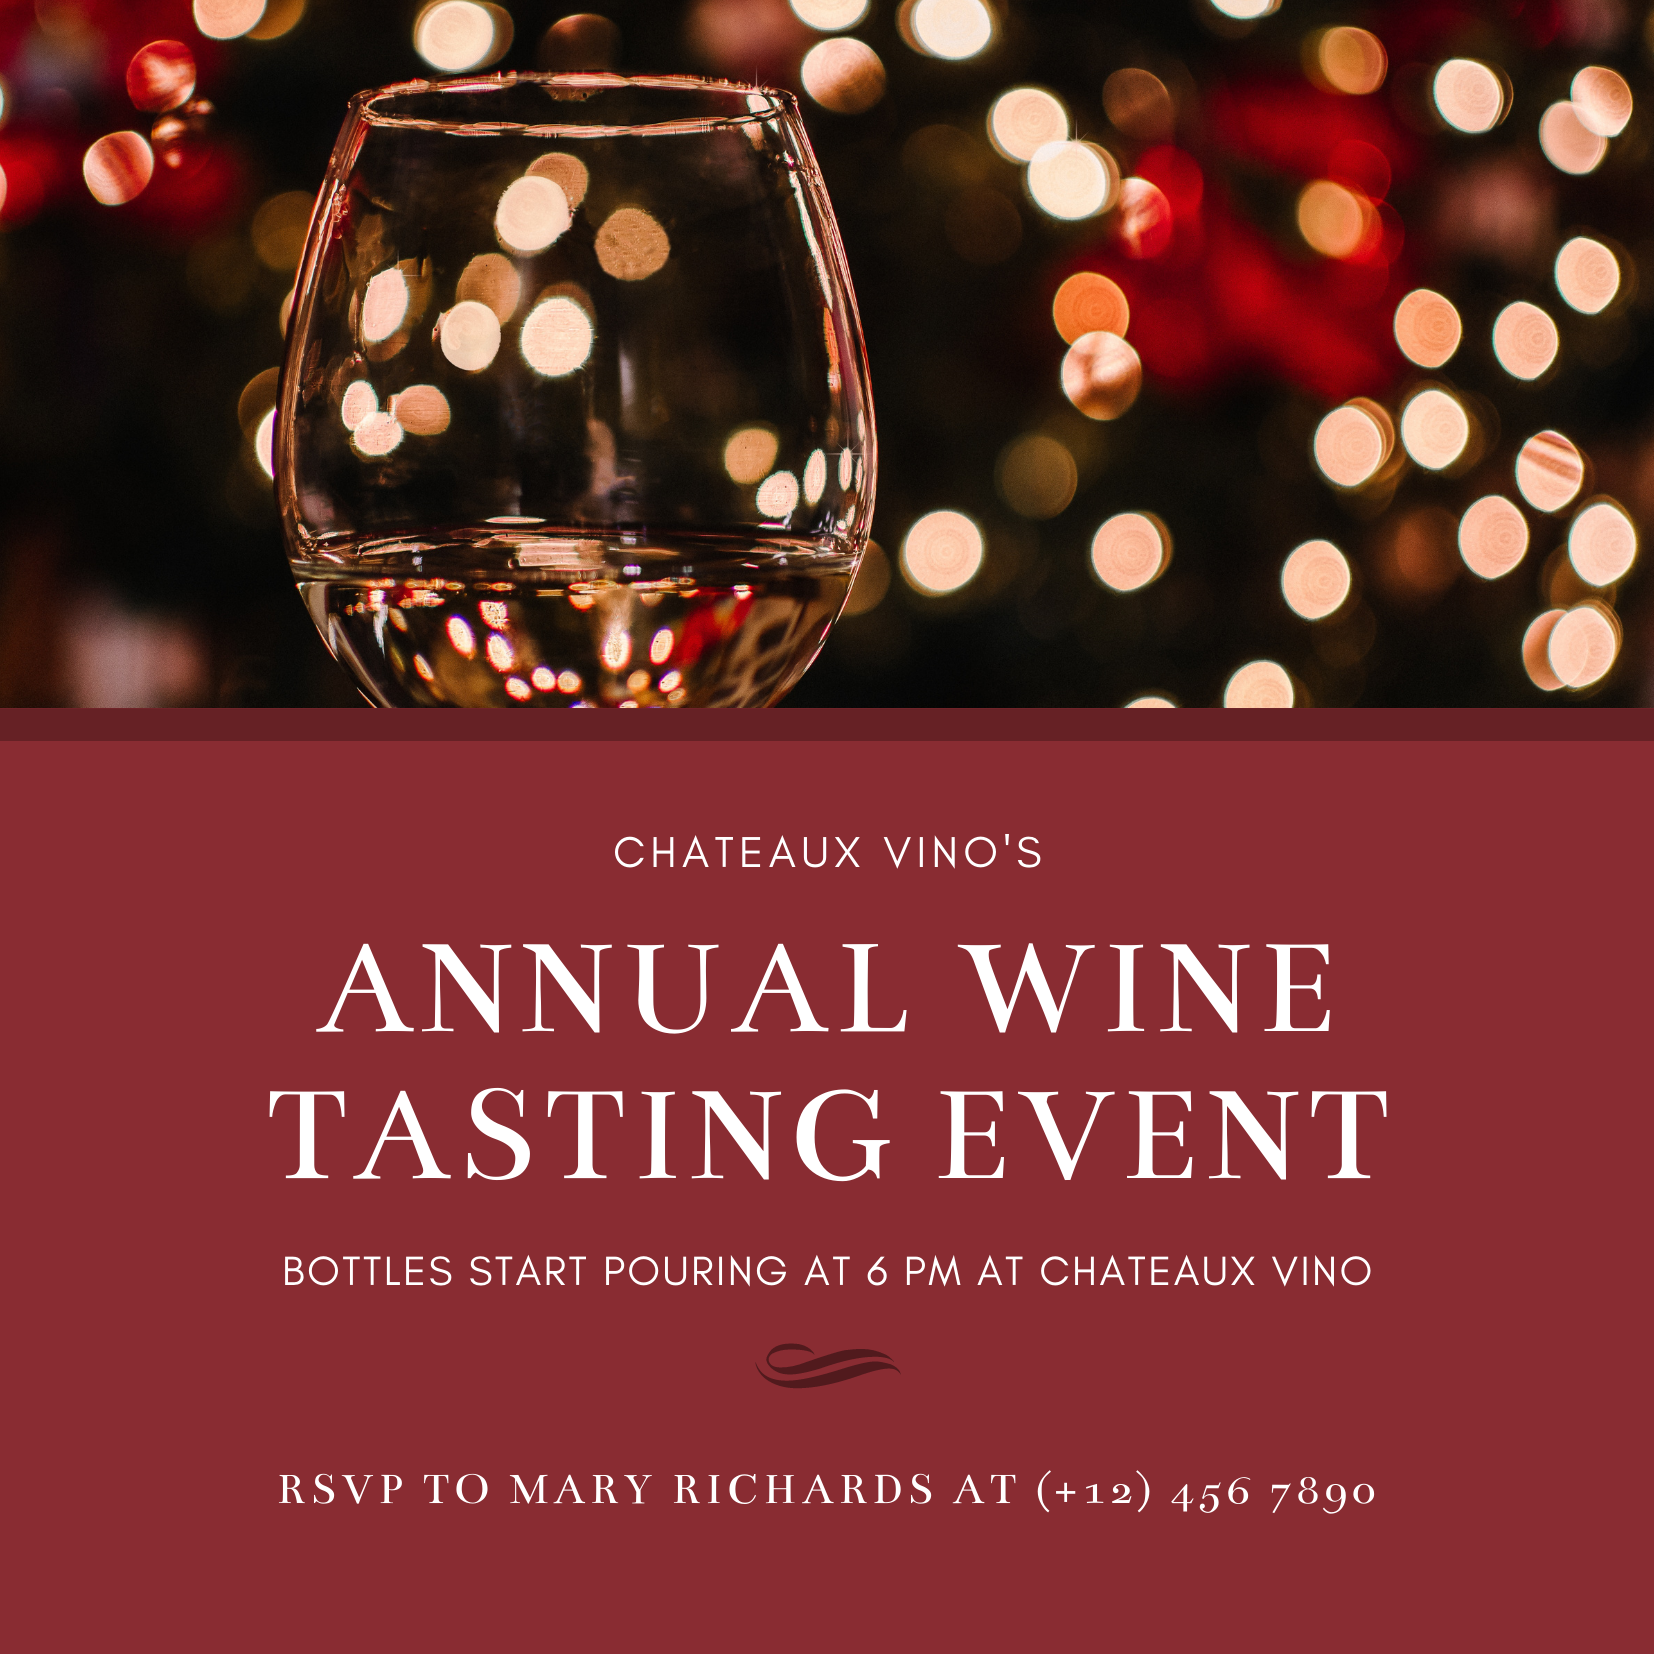 CHATEAUX VINO'S
ANNUAL WINE
TASTING EVENT
BOTTLES START POURING AT 6 PM AT CHATEAUX VINO
RSVP TO MARY RICHARDS AT (+12) 456 7890